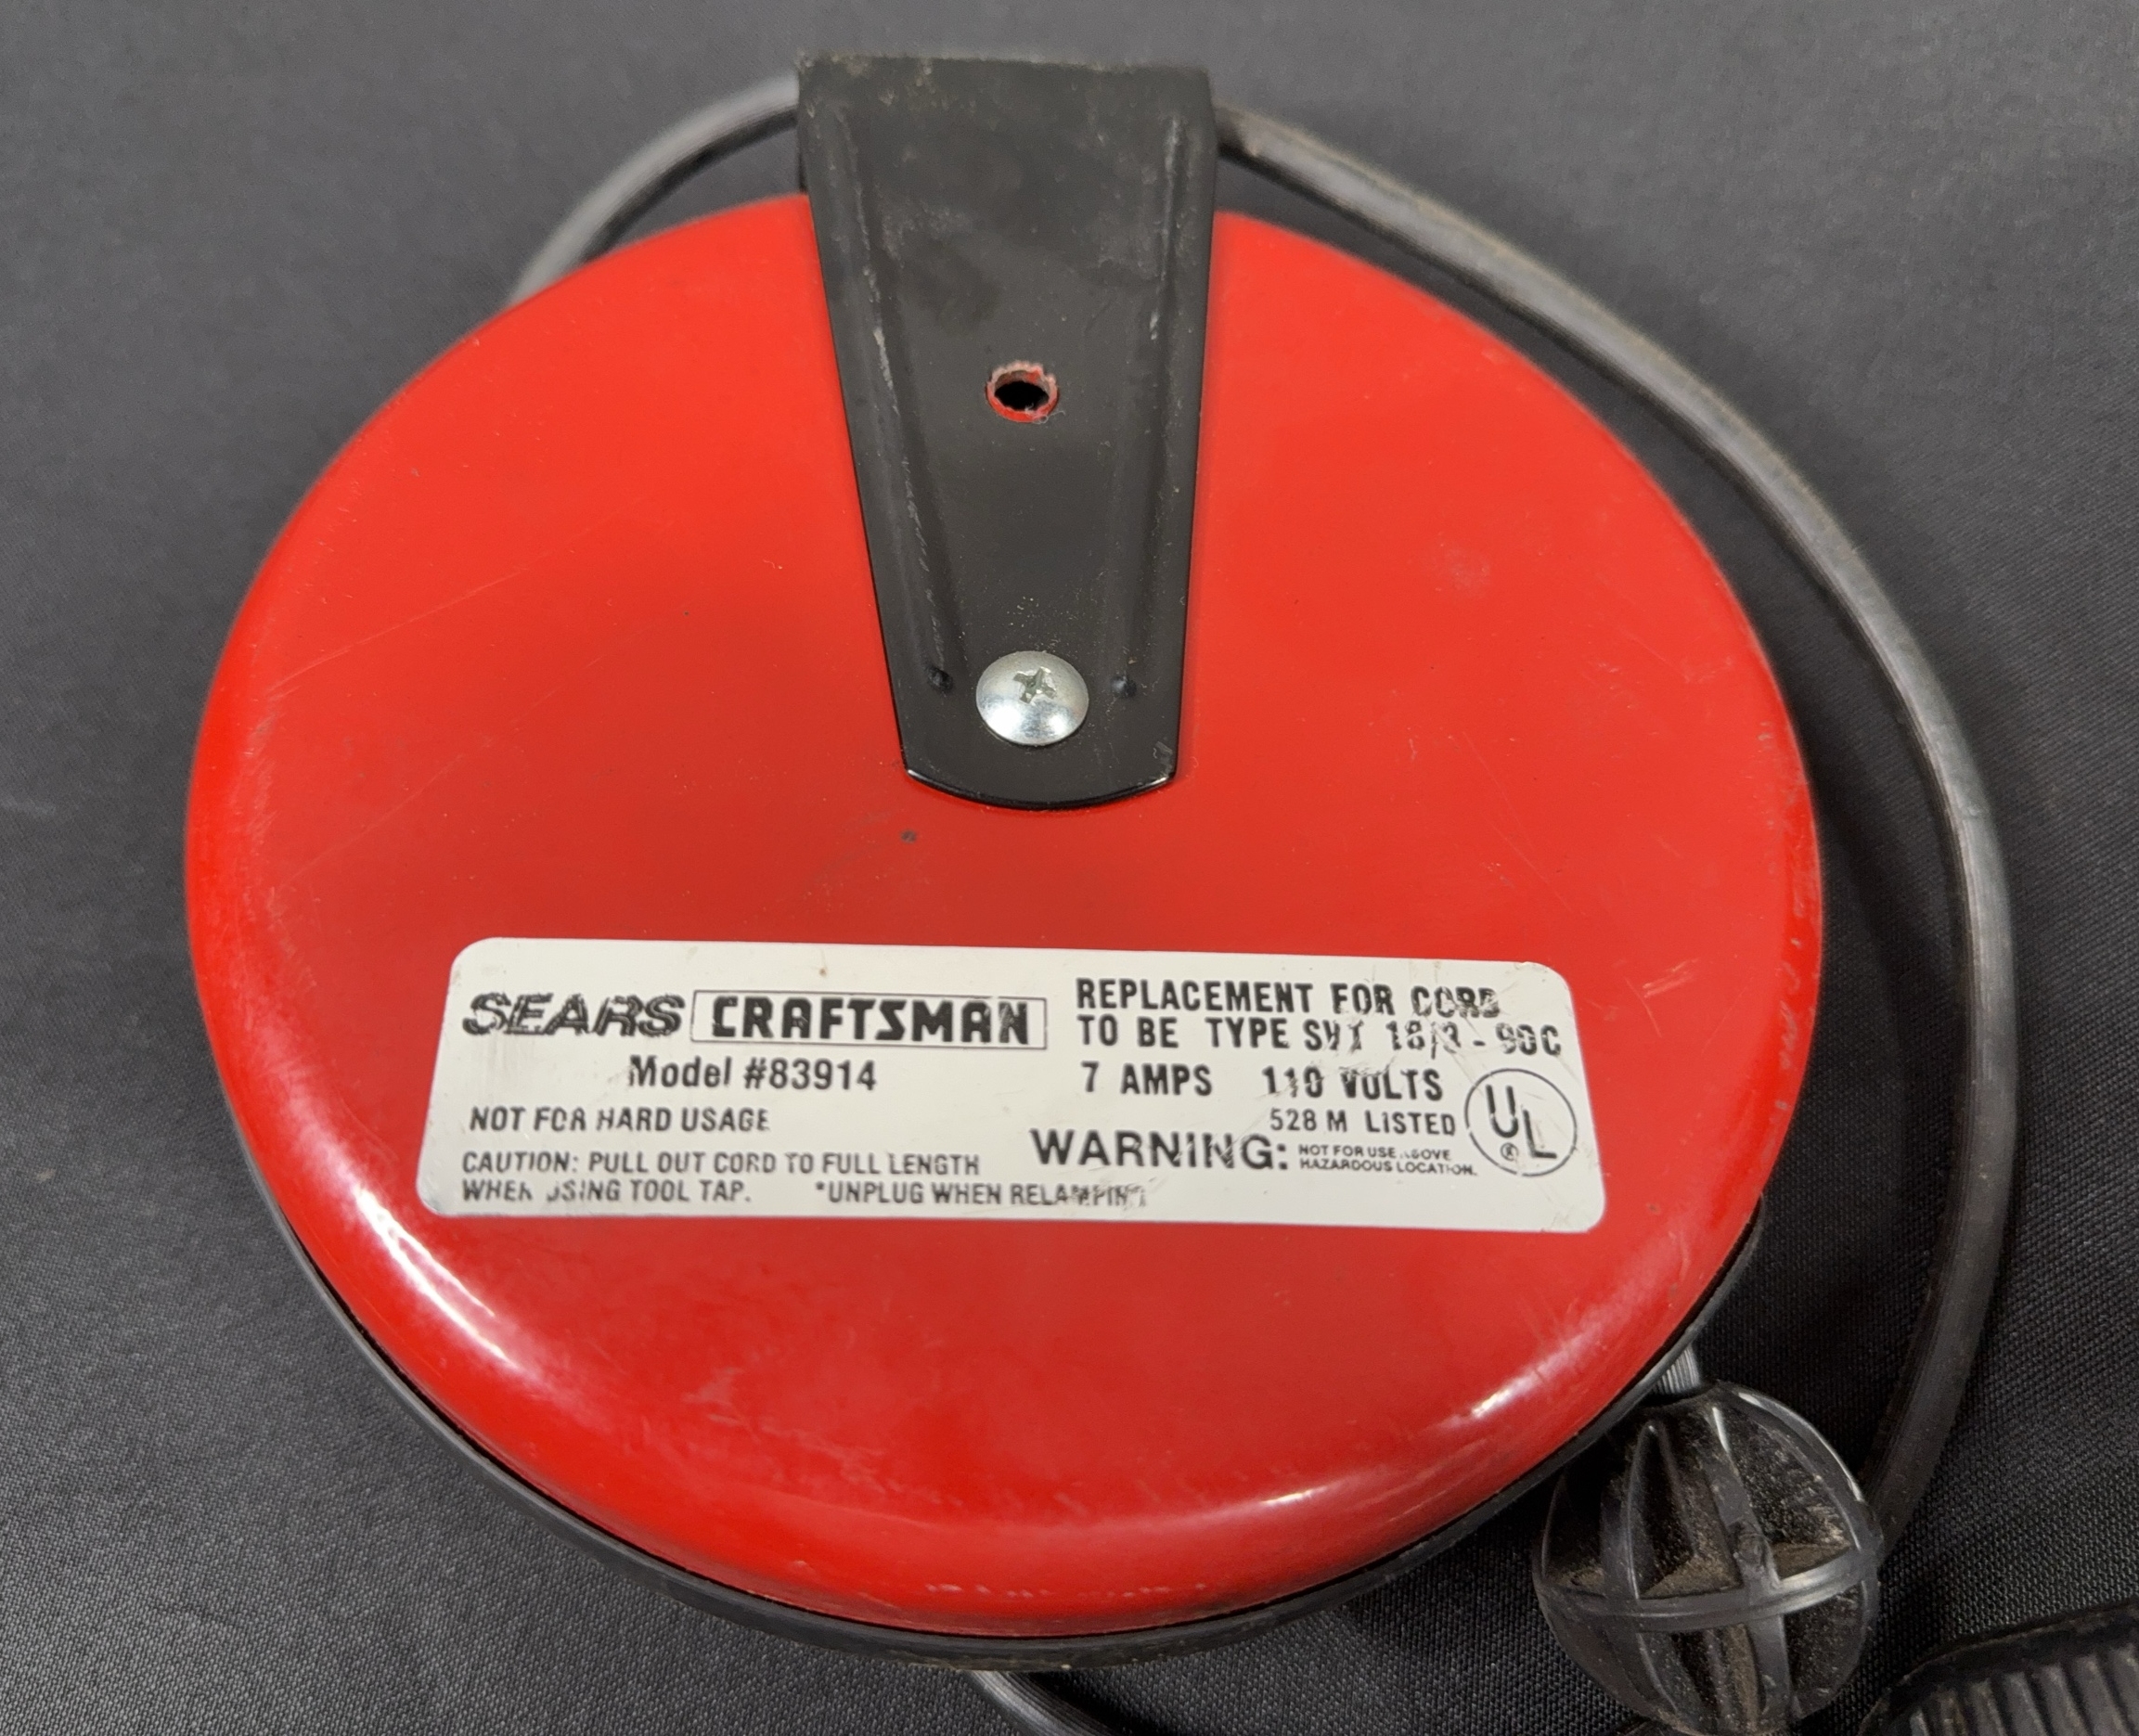 SEARS CRAFTSMAN
Model #83914
NOT FOR HARD USAGE
CAUTION: PULL OUT CORD TO FULL LENGTH
WHEN USING TOOL TAP. *UNPLUG WHEN RELAMPING
REPLACEMENT FOR CORD
TO BE TYPE SVT 18/3 - 90C
7 AMPS 110 VOLTS
528 M LISTED UL ®
WARNING: NOT FOR USE ABOVE
HAZARDOUS LOCATION.